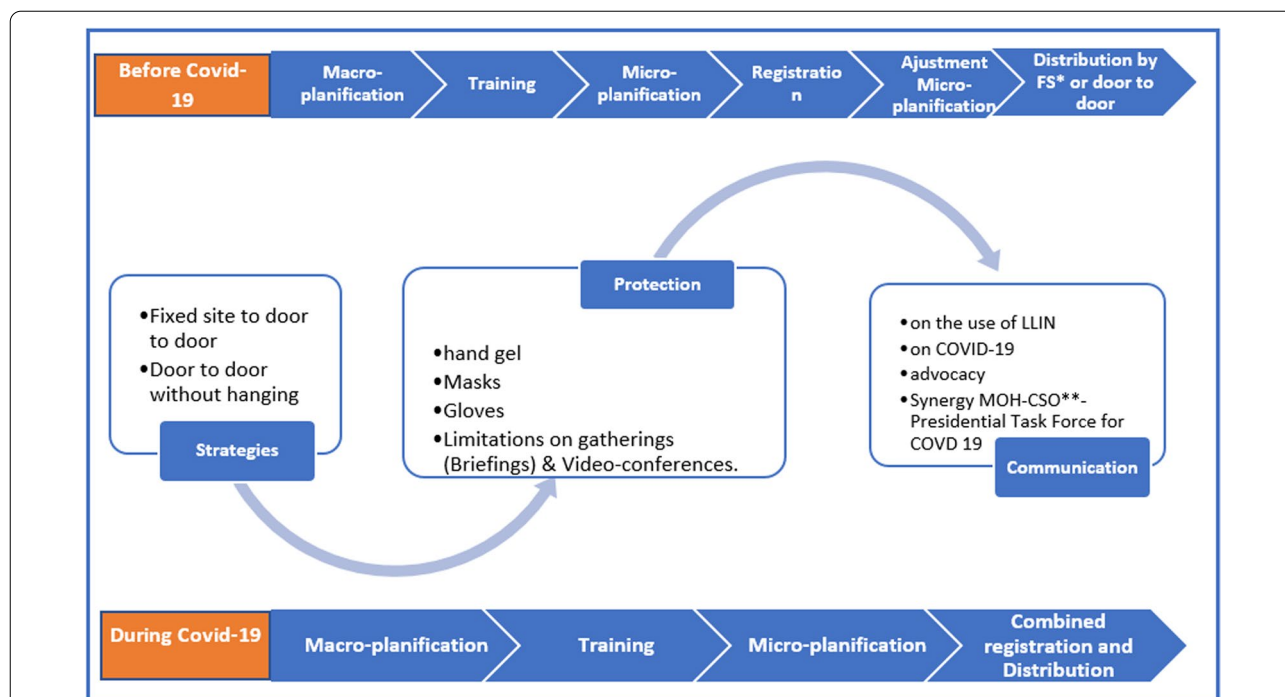 Before Covid-
19
Macro-
planification
Training
Micro-
planification
Registratio
n
Ajustment
Micro-
planification
Distribution by
FS* or door to
door
•Fixed site to door
to door
•Door to door
without hanging
Strategies
Protection
•hand gel
•Masks
•Gloves
•Limitations on gatherings
(Briefings) & Video-conferences.
•on the use of LLIN
•on COVID-19
•advocacy
•Synergy MOH-CSO**-
Presidential Task Force for
COVD 19
Communication
During Covid-19
Macro-planification
Training
Micro-planification
Combined
registration and
Distribution